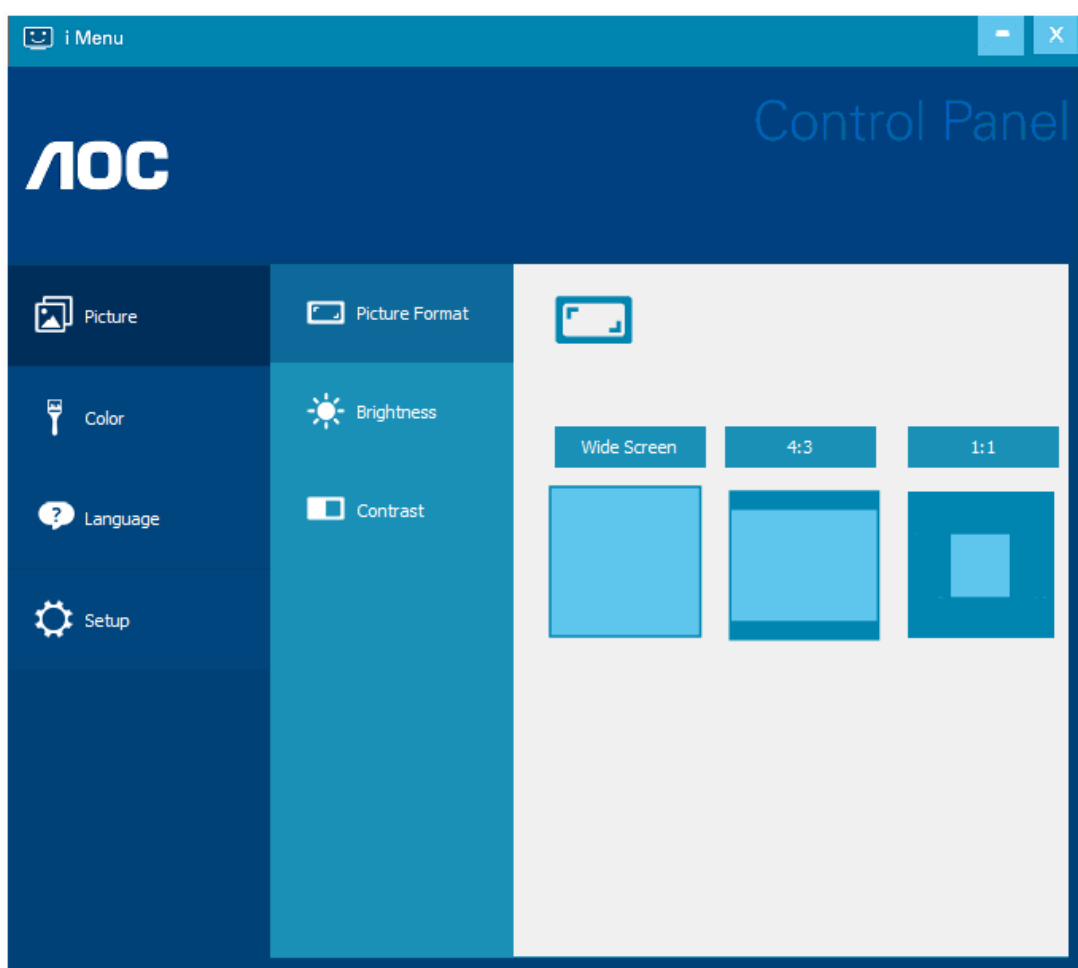 i Menu
Control Panel
AOC
Picture
Color
Language
Setup
Picture Format
Brightness
Contrast
Wide Screen
4:3
1:1